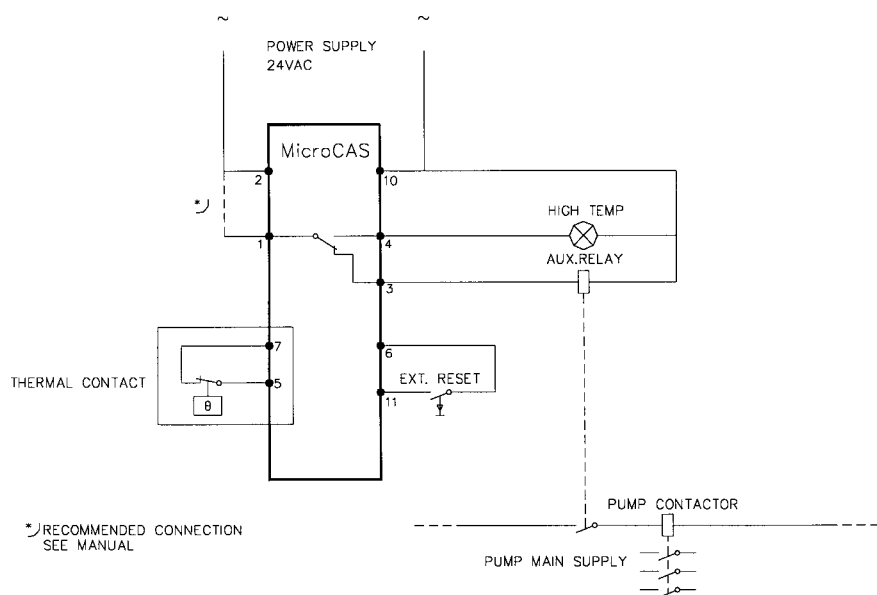 ~ ~
POWER SUPPLY
24VAC
MicroCAS
2
10
*)
HIGH TEMP
1
4
AUX.RELAY
3
7
6
THERMAL CONTACT
5
EXT. RESET
θ
11
PUMP CONTACTOR
*) RECOMMENDED CONNECTION
SEE MANUAL
PUMP MAIN SUPPLY